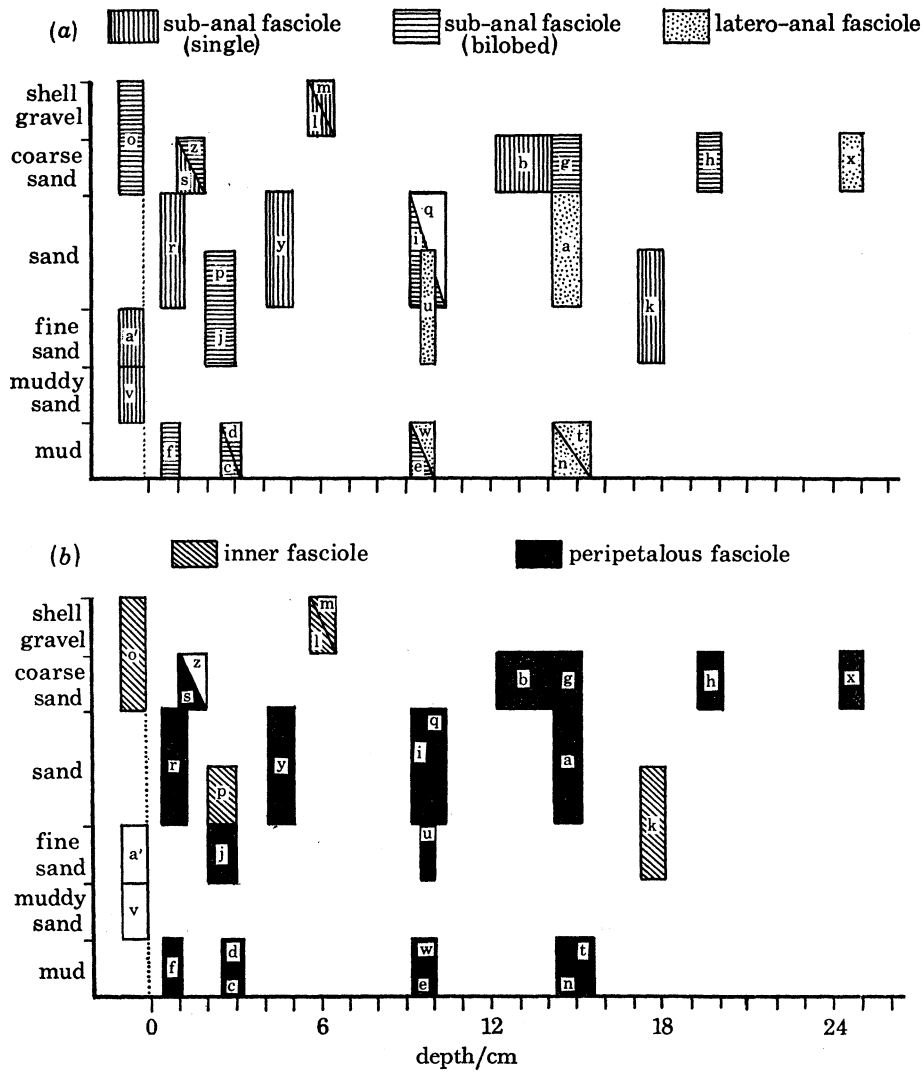 (a) sub-anal fasciole sub-anal fasciole latero-anal fasciole
(single) (bilobed)
shell
gravel
coarse
sand
sand
fine
sand
muddy
sand
mud
m
l
o
z
s
b
g
h
x
r
y
q
i
a
p
j
u
k
a'
v
f
d
c
w
e
t
n
(b) inner fasciole peripetalous fasciole
shell
gravel
coarse
sand
sand
fine
sand
muddy
sand
mud
m
l
o
z
s
b
g
h
x
r
y
q
i
a
p
j
u
k
a'
v
f
d
c
w
e
t
n
0 6 12 18 24
depth/cm